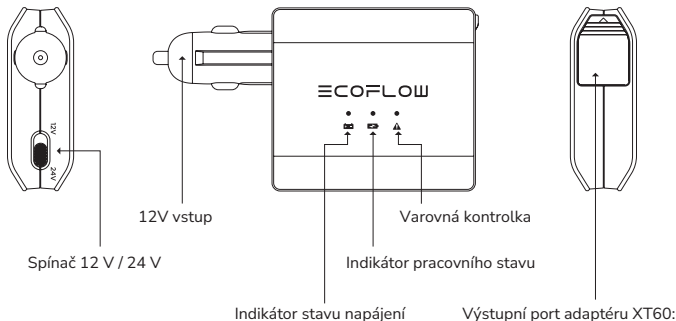 ECOFLOW
12V
24V
12V vstup
Varovná kontrolka
Spínač 12 V / 24 V
Indikátor pracovního stavu
Indikátor stavu napájení
Výstupní port adaptéru XT60: